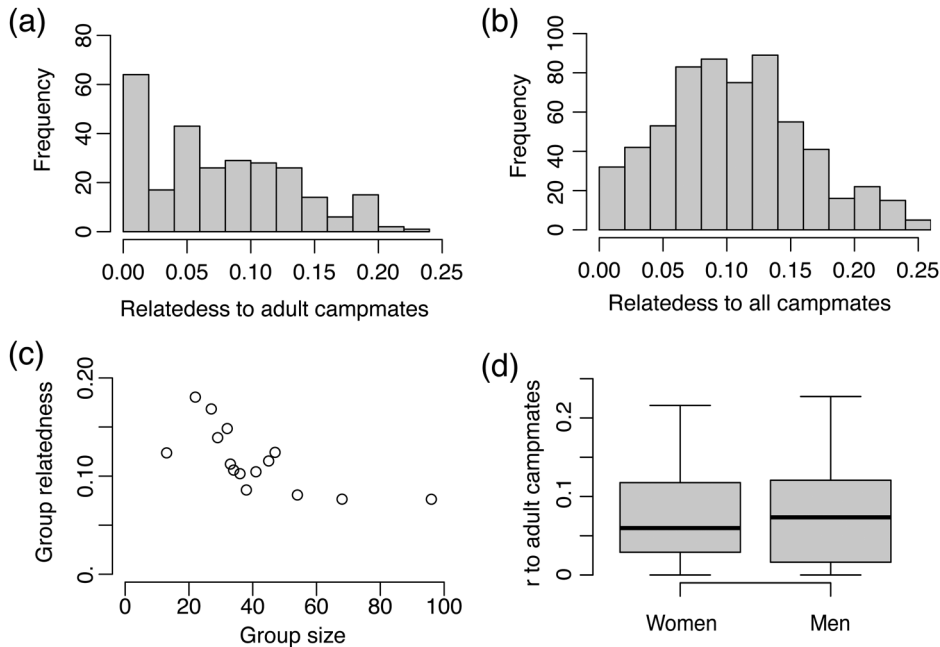 (a)
80
60
40
20
0
Frequency
0.00 0.05 0.10 0.15 0.20 0.25
Relatedess to adult campmates
(b)
100
80
60
40
20
0
Frequency
0.00 0.05 0.10 0.15 0.20 0.25
Relatedess to all campmates
(c)
0.20
0.10
0.
Group relatedness
0 20 40 60 80 100
Group size
(d)
0.2
0.1
0
r to adult campmates
Women Men